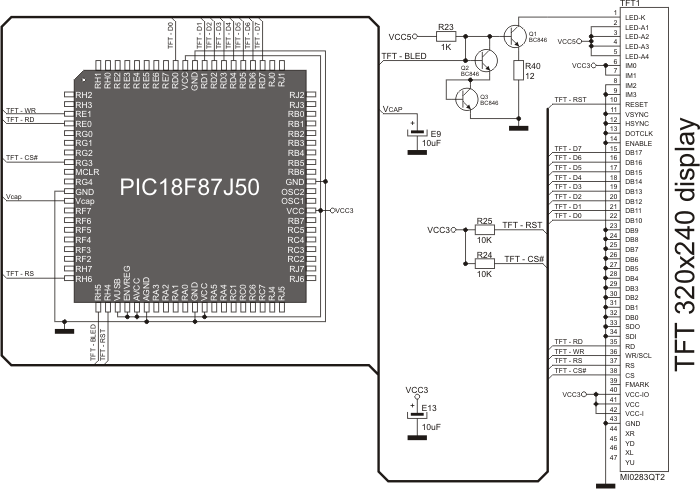 TFT - D0
TFT - D1
TFT - D2
TFT - D3
TFT - D4
TFT - D5
TFT - D6
TFT - D7
RH1
RH0
RE2
RE3
RE4
RE5
RE6
RE7
RD0
VCC
GND
RD1
RD2
RD3
RD4
RD5
RD6
RD7
RJ0
RJ1
RH2
RH3
RE1
RE0
RG0
RG1
RG2
RG3
MCLR
RG4
GND
Vcap
RF7
RF6
RF5
RF4
RF3
RF2
RH7
RH6
TFT - WR
TFT - RD
TFT - CS#
Vcap
TFT - RS
PIC18F87J50
RJ2
RJ3
RB0
RB1
RB2
RB3
RB4
RB5
RB6
GND
OSC2
OSC1
VCC
RB7
RC5
RC4
RC3
RC2
RJ7
RJ6
VCC3
RH5
RH4
VUSB
ENVREG
AVCC
AGND
RA3
RA2
RA1
RA0
GND
VCC
RA5
RA4
RC1
RC0
RC6
RC7
RJ4
RJ5
TFT - BLED
TFT - RST
VCC5
R23
1K
TFT - BLED
Q1
BC846
Q2
BC846
Q3
BC846
R40
12
VCAP
E9
10uF
VCC3
R25
10K
TFT - RST
R24
10K
TFT - CS#
VCC3
E13
10uF
TFT1
1 LED-K
2 LED-A1
3 LED-A2
4 LED-A3
5 LED-A4
6 IM0
7 IM1
8 IM2
9 IM3
10 RESET
11 VSYNC
12 HSYNC
13 DOTCLK
14 ENABLE
15 DB17
16 DB16
17 DB15
18 DB14
19 DB13
20 DB12
21 DB11
22 DB10
23 DB9
24 DB8
25 DB7
26 DB6
27 DB5
28 DB4
29 DB3
30 DB2
31 DB1
32 DB0
33 SDO
34 SDI
35 RD
36 WR/SCL
37 RS
38 CS
39 FMARK
40 VCC-IO
41 VCC
42 VCC-I
43 GND
44 XR
45 YD
46 XL
47 YU
MI0283QT2
VCC5
VCC3
TFT - RST
TFT - D7
TFT - D6
TFT - D5
TFT - D4
TFT - D3
TFT - D2
TFT - D1
TFT - D0
TFT - RD
TFT - WR
TFT - RS
TFT - CS#
VCC3
TFT 320x240 display